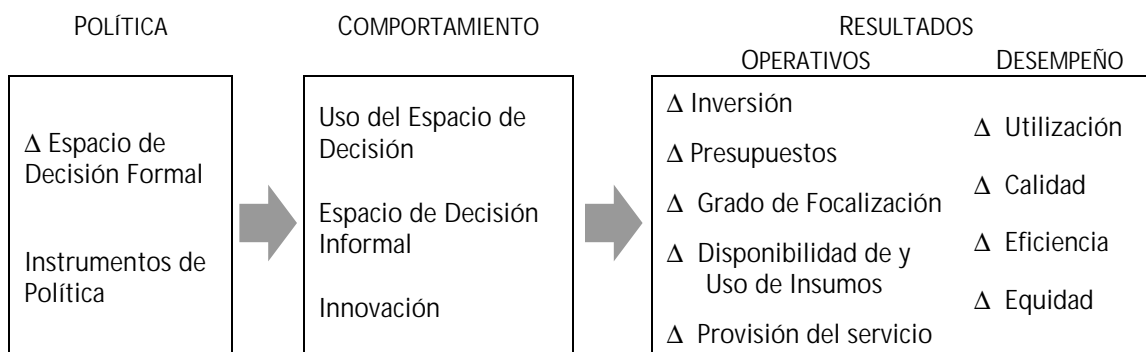 POLÍTICA
COMPORTAMIENTO
RESULTADOS
OPERATIVOS
DESEMPEÑO
Δ Espacio de
Decisión Formal
Instrumentos de
Política
Uso del Espacio de
Decisión
Espacio de Decisión
Informal
Innovación
Δ Inversión
Δ Presupuestos
Δ Grado de Focalización
Δ Disponibilidad de y
Uso de Insumos
Δ Provisión del servicio
Δ Utilización
Δ Calidad
Δ Eficiencia
Δ Equidad